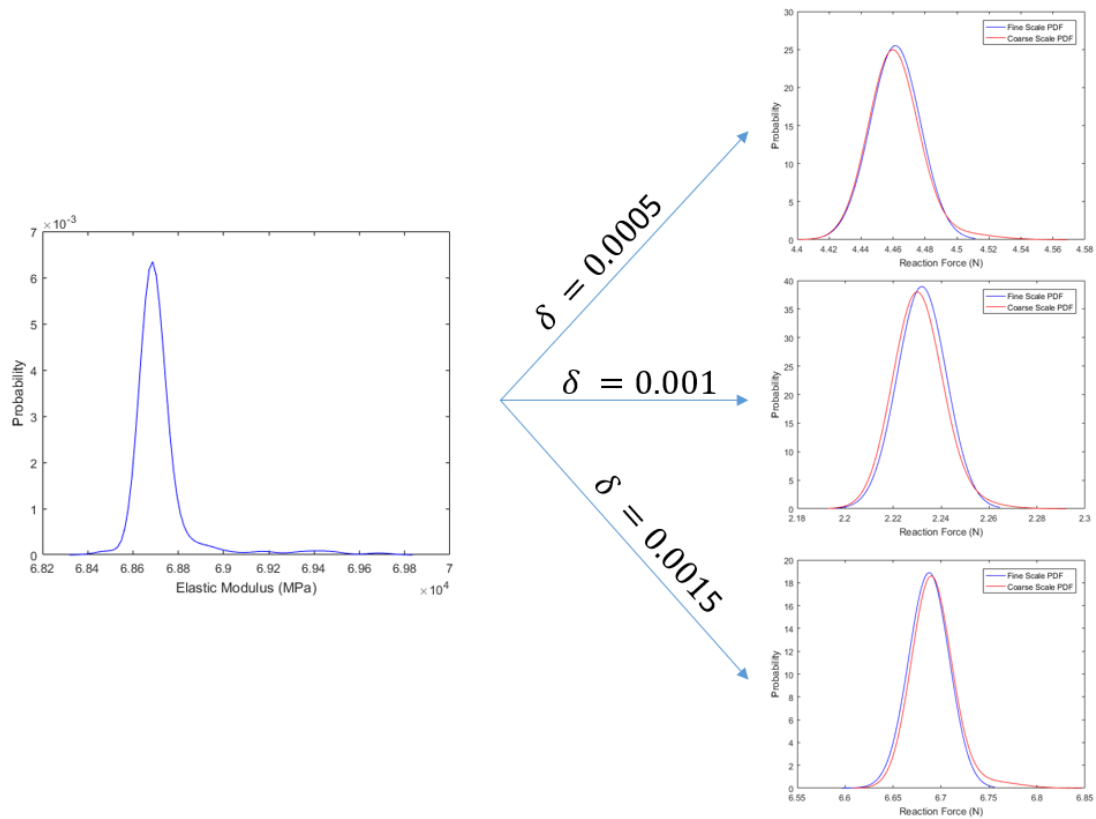 ×10⁻³
7
6
5
4
3
2
1
0
Probability
6.82 6.84 6.86 6.88 6.9 6.92 6.94 6.96 6.98 7
Elastic Modulus (MPa)
×10⁴
δ = 0.0005
δ = 0.001
δ = 0.0015
30
25
20
15
10
5
0
Probability
Fine Scale PDF
Coarse Scale PDF
4.4 4.42 4.44 4.46 4.48 4.5 4.52 4.54 4.56 4.58
Reaction Force (N)
40
35
30
25
20
15
10
5
0
Probability
Fine Scale PDF
Coarse Scale PDF
2.18 2.2 2.22 2.24 2.26 2.28 2.3
Reaction Force (N)
20
18
16
14
12
10
8
6
4
2
0
Probability
Fine Scale PDF
Coarse Scale PDF
6.55 6.6 6.65 6.7 6.75 6.8 6.85
Reaction Force (N)